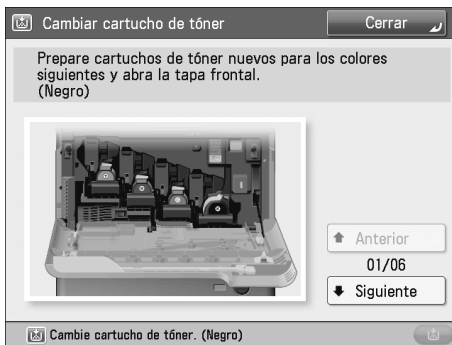 Cambiar cartucho de tóner
Cerrar
Prepare cartuchos de tóner nuevos para los colores
siguientes y abra la tapa frontal.
(Negro)
Anterior
01/06
Siguiente
Cambie cartucho de tóner. (Negro)